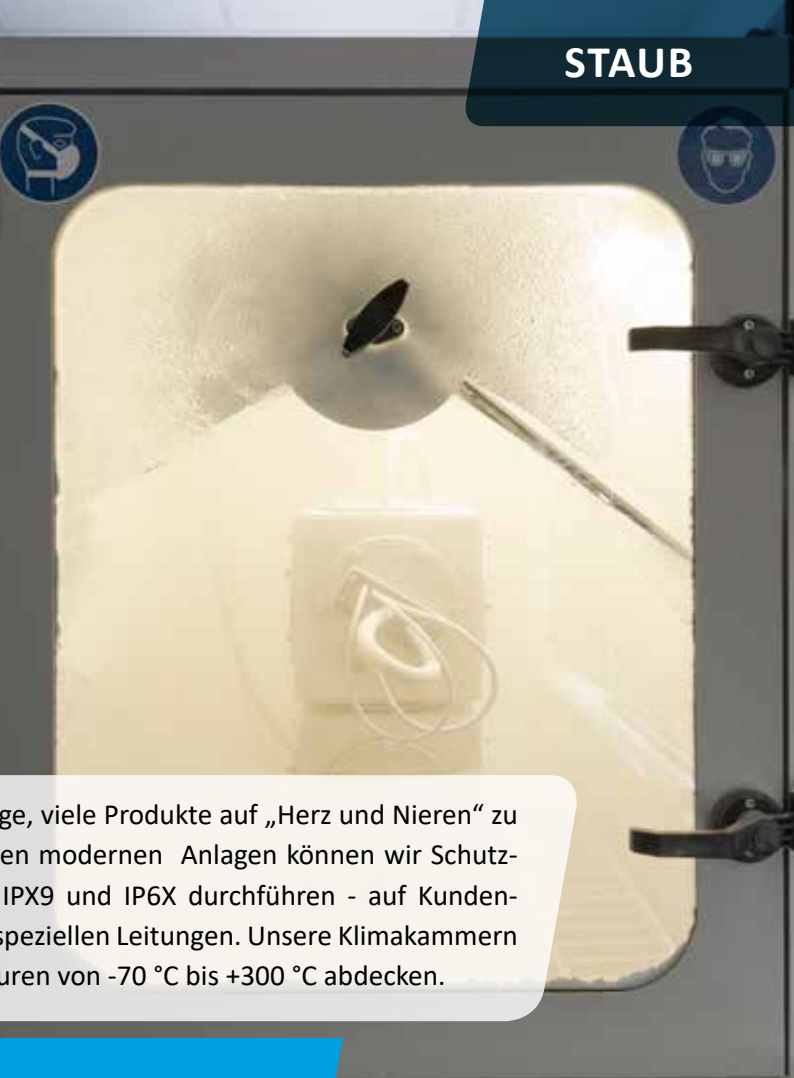 STAUB
ge, viele Produkte auf „Herz und Nieren“ zu
en modernen Anlagen können wir Schutz-
IPX9 und IP6X durchführen - auf Kunden-
speziellen Leitungen. Unsere Klimakammern
uren von -70 °C bis +300 °C abdecken.